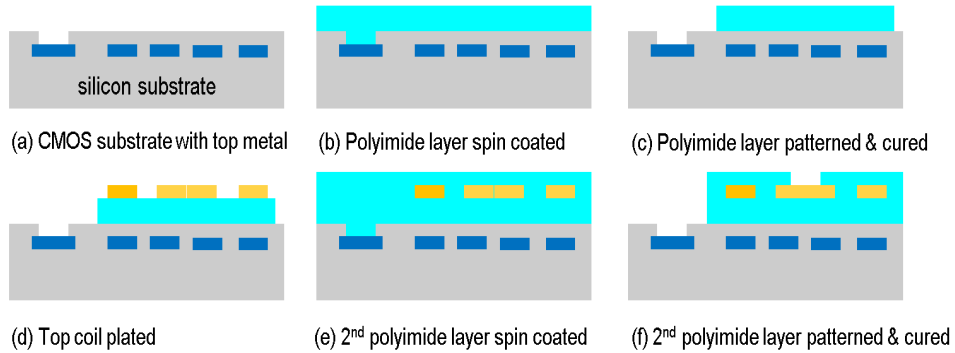 silicon substrate
(a) CMOS substrate with top metal
(b) Polyimide layer spin coated
(c) Polyimide layer patterned & cured
(d) Top coil plated
(e) 2nd polyimide layer spin coated
(f) 2nd polyimide layer patterned & cured